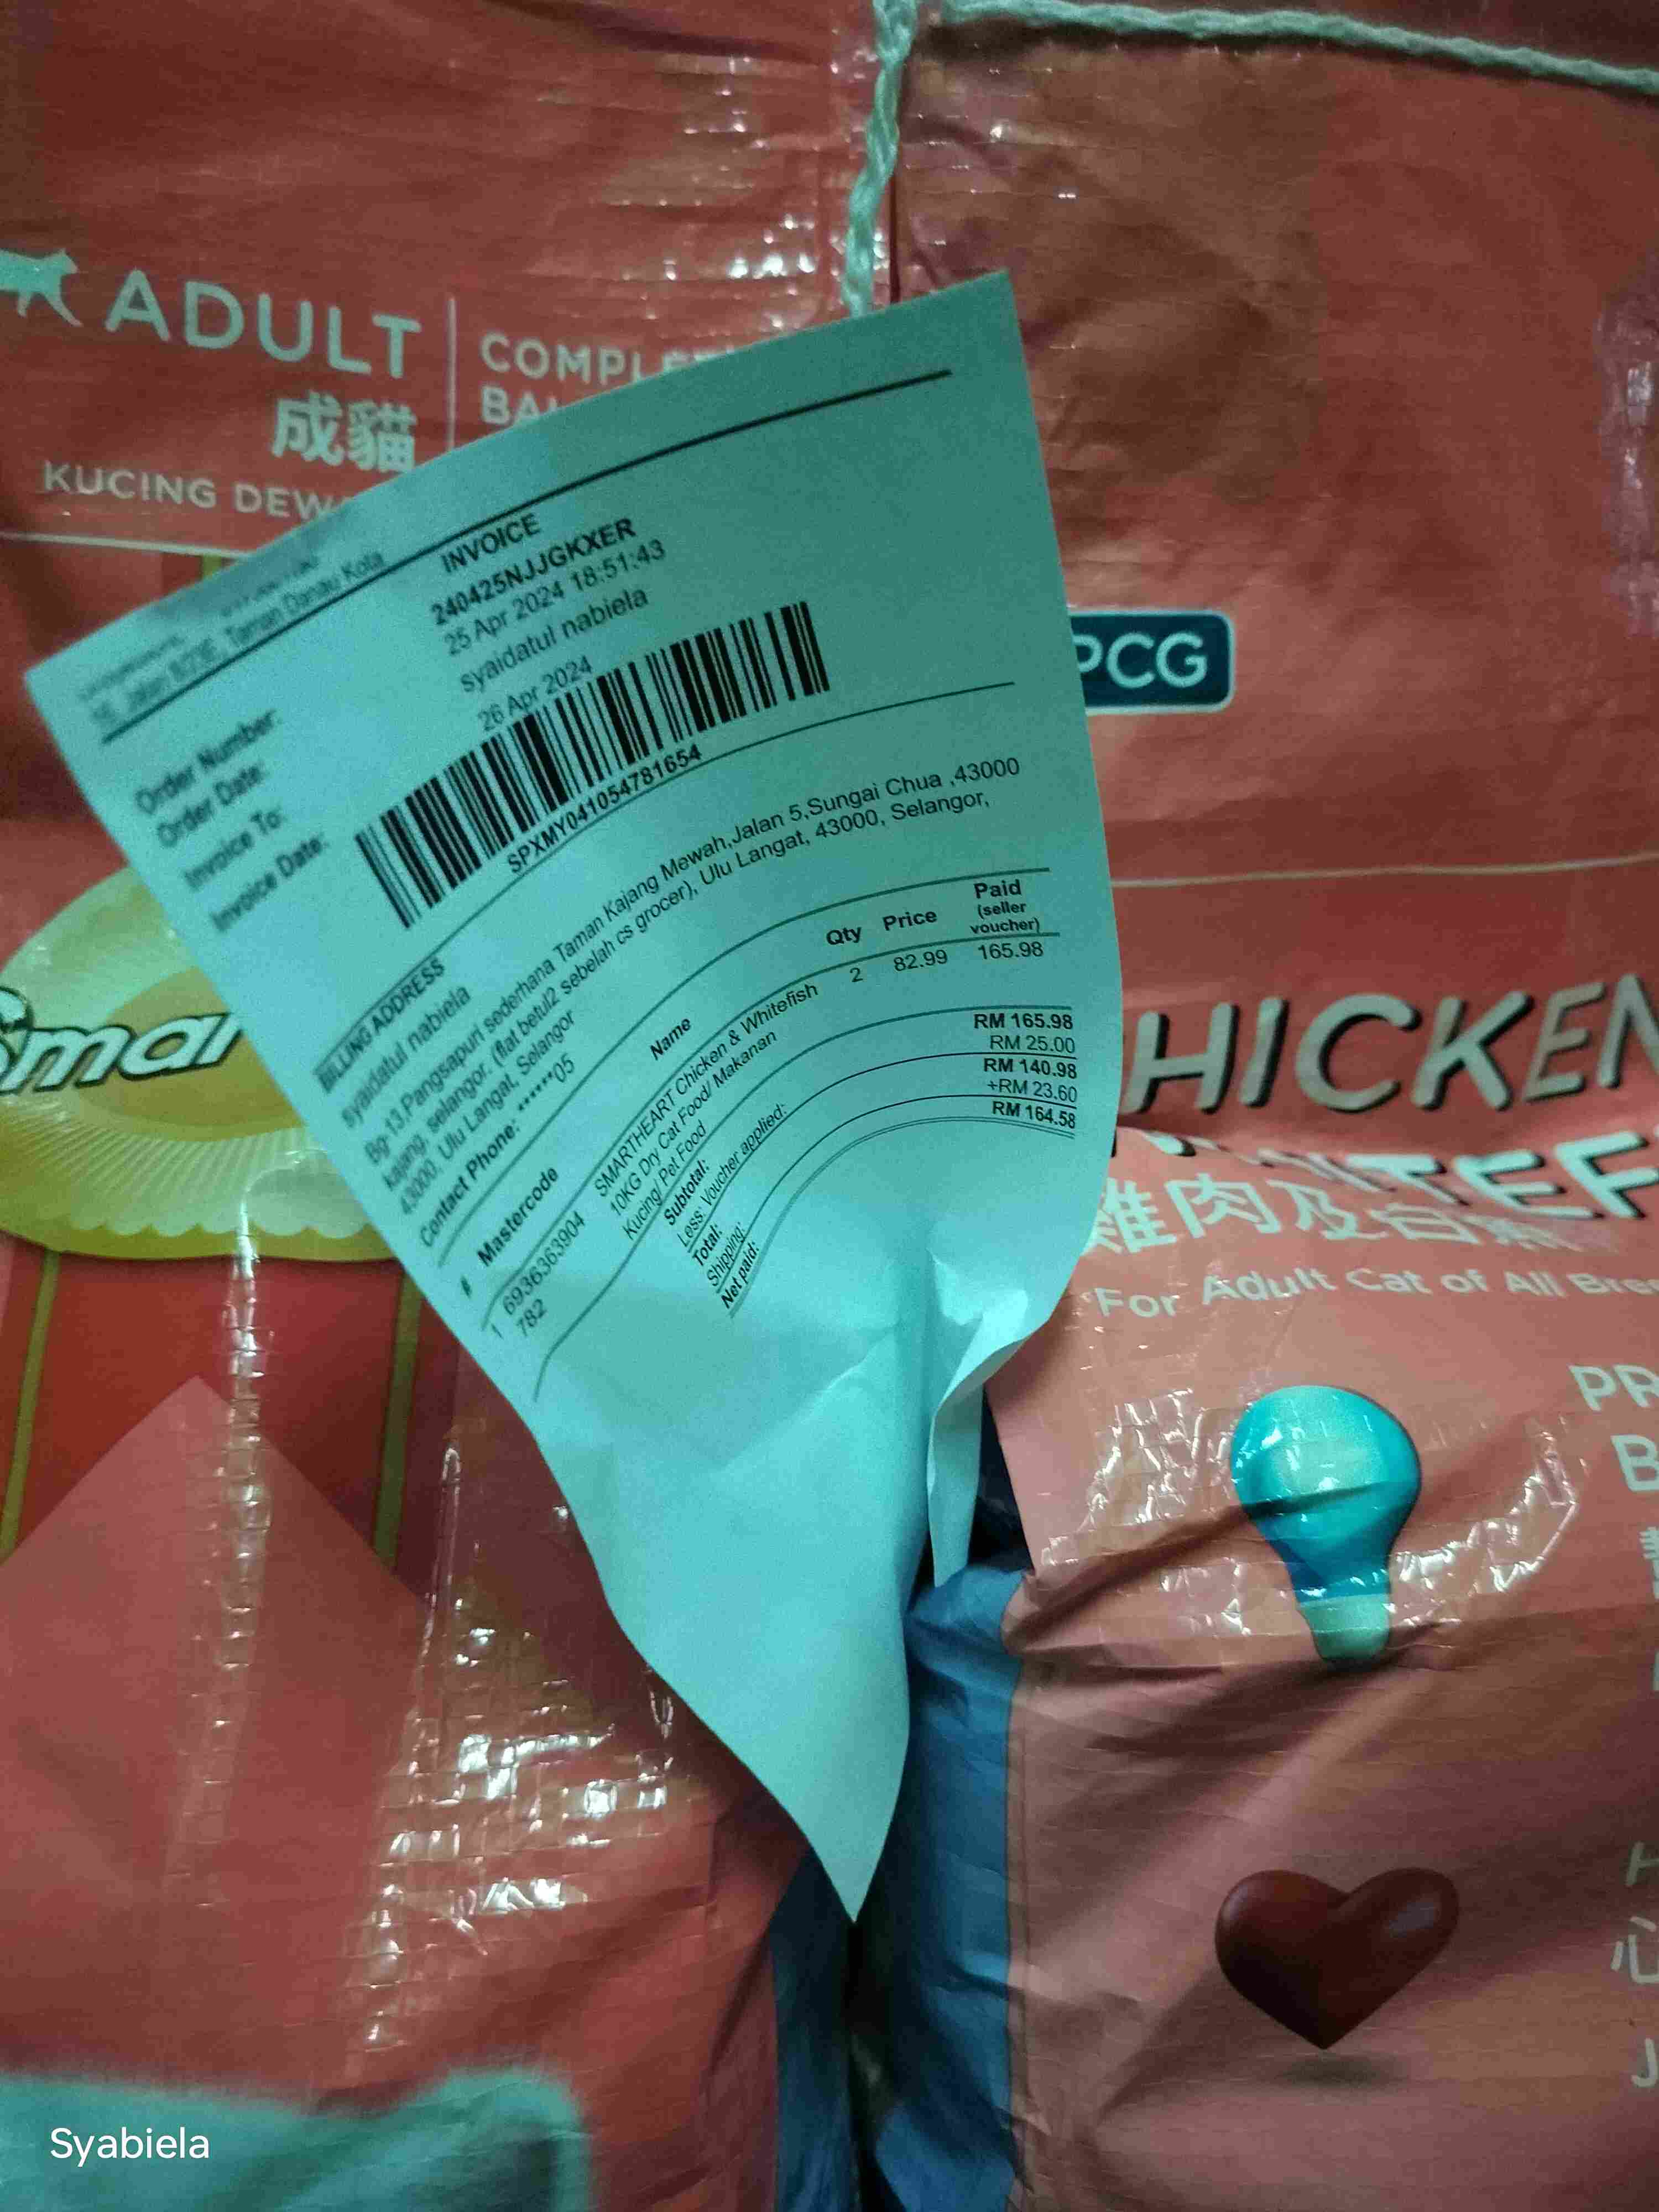 ADULT
成貓
KUCING DEW
COMPLE
BAL
PCG
Smar
HICKEN
ITEF
雞肉及白
For Adult Cat of All Bre
PR
B
H
心
J
Taman Danau Kota
INVOICE
Order Number: 240425NJJGKXER
Order Date: 25 Apr 2024 18:51:43
Invoice To: syaidatul nabiela
Invoice Date: 26 Apr 2024
SPXMY041054781654
BILLING ADDRESS
syaidatul nabiela
Bg-13,Pangsapuri sederhana Taman Kajang Mewah,Jalan 5,Sungai Chua ,43000
kajang, selangor. (flat betul2 sebelah cs grocer), Ulu Langat, 43000, Selangor,
43000, Ulu Langat, Selangor
Contact Phone: ******05
# Mastercode Name Qty Price Paid
(seller
voucher)
1 6936363904 SMARTHEART Chicken & Whitefish 2 82.99 165.98
782 10KG Dry Cat Food/ Makanan
Kucing/ Pet Food
Subtotal: RM 165.98
Less: Voucher applied: RM 25.00
Total: RM 140.98
Shipping: +RM 23.60
Net paid: RM 164.58
Syabiela